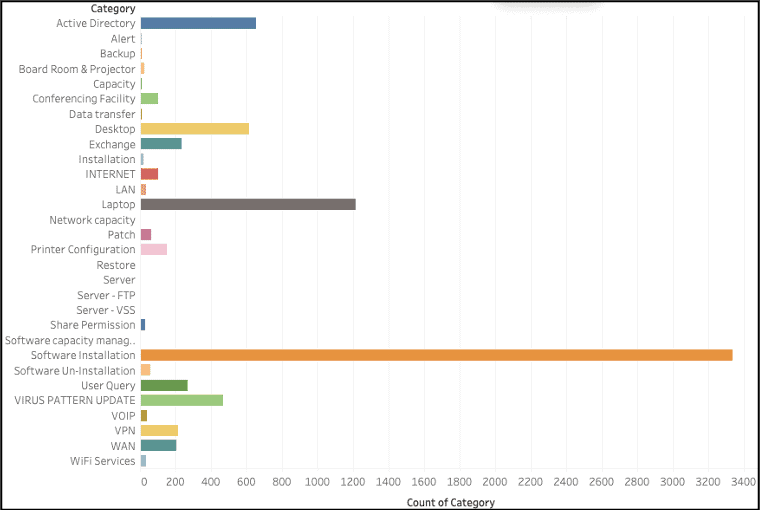 Category
Active Directory
Alert
Backup
Board Room & Projector
Capacity
Conferencing Facility
Data transfer
Desktop
Exchange
Installation
INTERNET
LAN
Laptop
Network capacity
Patch
Printer Configuration
Restore
Server
Server - FTP
Server - VSS
Share Permission
Software capacity manag..
Software Installation
Software Un-Installation
User Query
VIRUS PATTERN UPDATE
VOIP
VPN
WAN
WiFi Services
0 200 400 600 800 1000 1200 1400 1600 1800 2000 2200 2400 2600 2800 3000 3200 3400
Count of Category